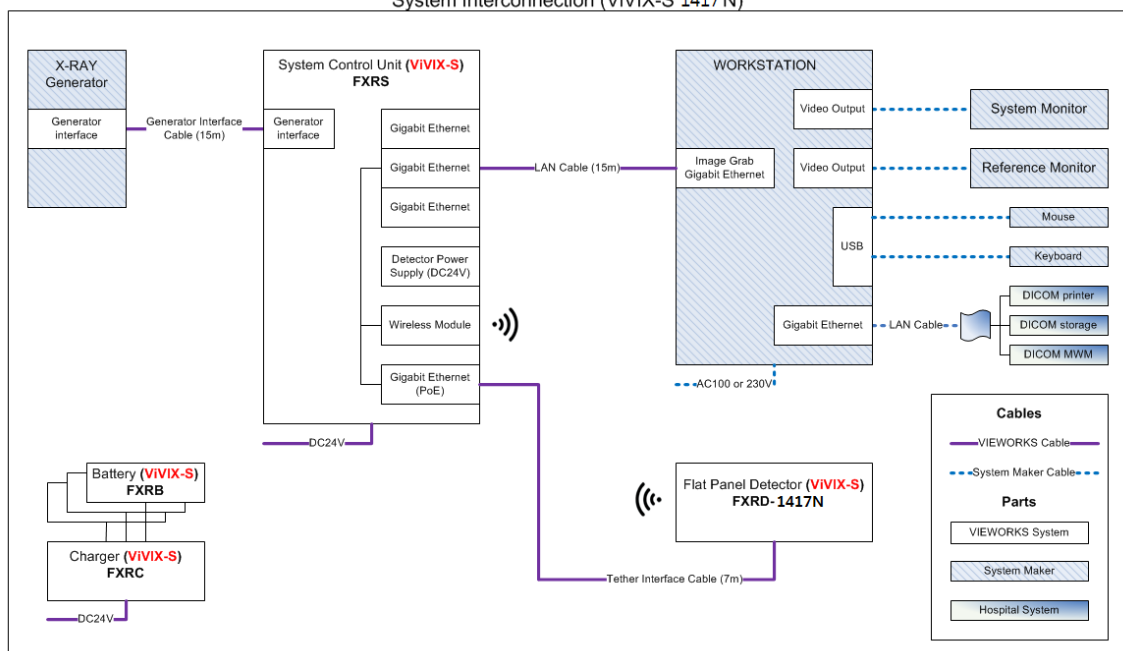 System Interconnection (ViVIX-S 1417 N)
X-RAY
Generator
Generator
interface
Generator Interface
Cable (15m)
System Control Unit (ViVIX-S)
FXRS
Generator
interface
Gigabit Ethernet
Gigabit Ethernet
Gigabit Ethernet
Detector Power
Supply (DC24V)
Wireless Module
Gigabit Ethernet
(PoE)
DC24V
LAN Cable (15m)
WORKSTATION
Image Grab
Gigabit Ethernet
Video Output
Video Output
USB
Gigabit Ethernet
AC100 or 230V
System Monitor
Reference Monitor
Mouse
Keyboard
LAN Cable
DICOM printer
DICOM storage
DICOM MWM
Battery (ViVIX-S)
FXRB
Charger (ViVIX-S)
FXRC
DC24V
Flat Panel Detector (ViVIX-S)
FXRD-1417N
Tether Interface Cable (7m)
Cables
VIEWORKS Cable
System Maker Cable
Parts
VIEWORKS System
System Maker
Hospital System